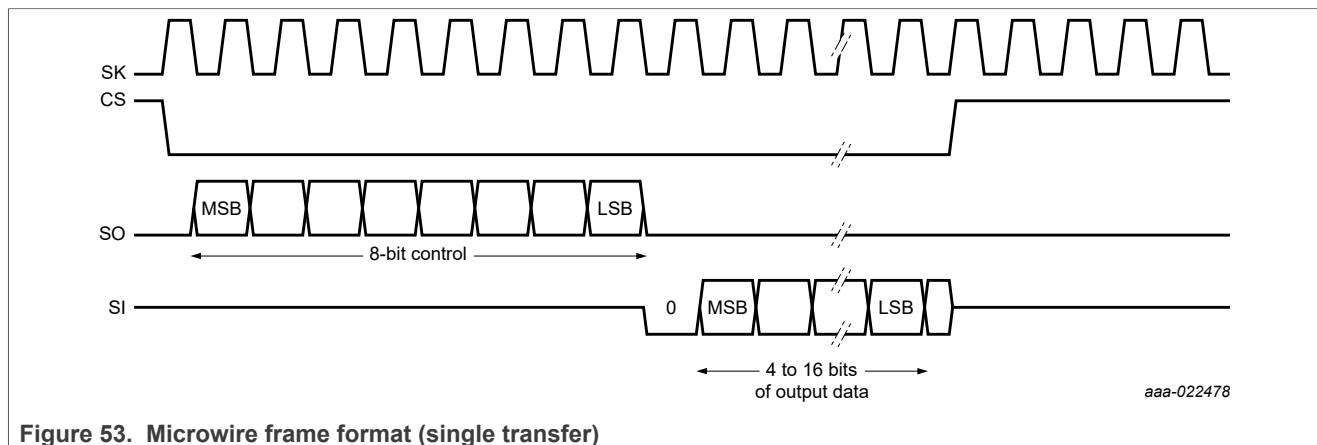 SK
CS
SO
MSB
LSB
8-bit control
SI
0
MSB
LSB
4 to 16 bits
of output data
aaa-022478
Figure 53. Microwire frame format (single transfer)